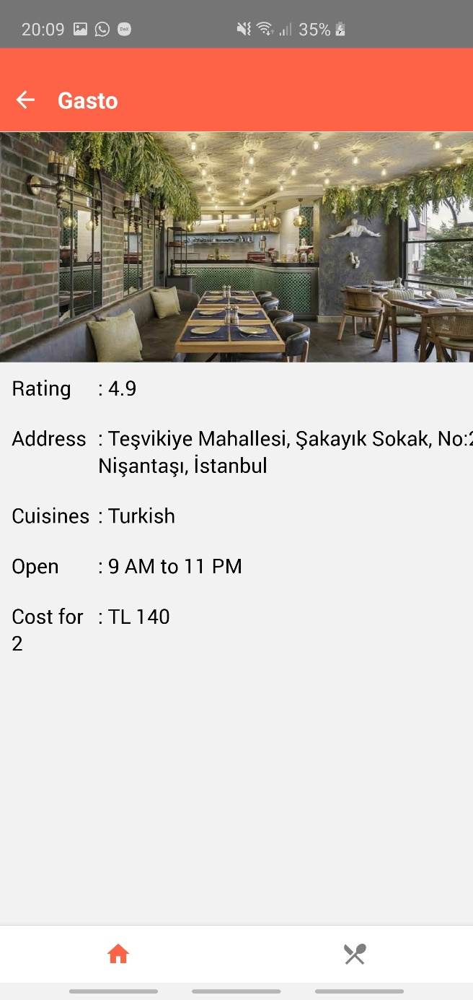 20:09 35%
Gasto
Rating : 4.9
Address : Teşvikiye Mahallesi, Şakayık Sokak, No:2
Nişantaşı, İstanbul
Cuisines : Turkish
Open : 9 AM to 11 PM
Cost for : TL 140
2